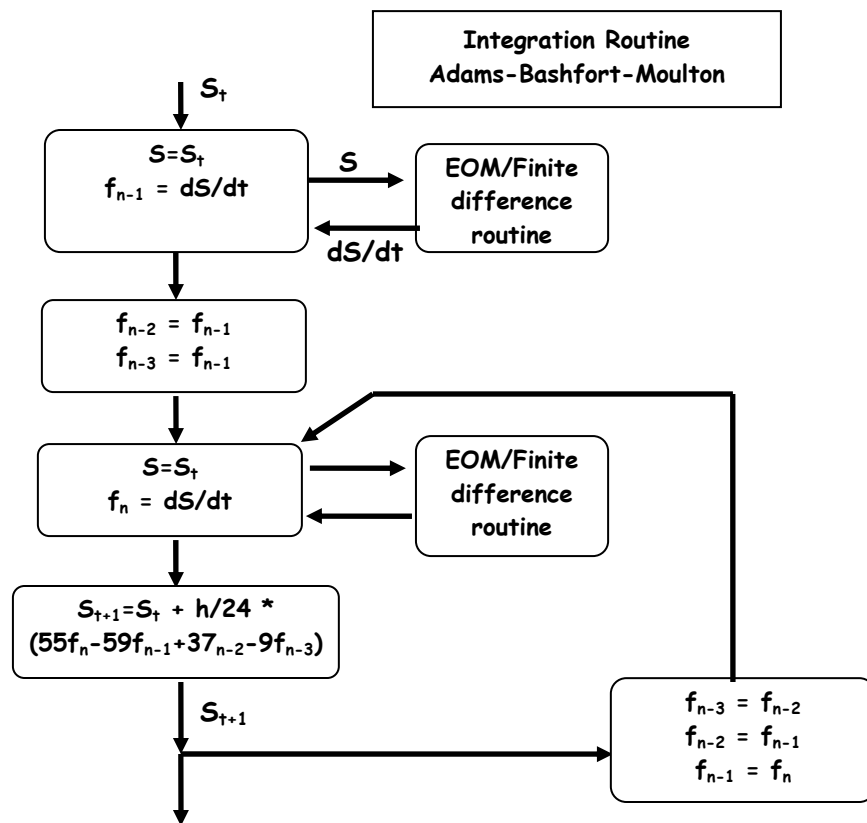 Integration Routine
Adams-Bashfort-Moulton
Sₜ
S=Sₜ
fₙ₋₁ = dS/dt
S
EOM/Finite
difference
routine
dS/dt
fₙ₋₂ = fₙ₋₁
fₙ₋₃ = fₙ₋₁
S=Sₜ
fₙ = dS/dt
EOM/Finite
difference
routine
Sₜ₊₁=Sₜ + h/24 *
(55fₙ-59fₙ₋₁+37ₙ₋₂-9fₙ₋₃)
Sₜ₊₁
fₙ₋₃ = fₙ₋₂
fₙ₋₂ = fₙ₋₁
fₙ₋₁ = fₙ